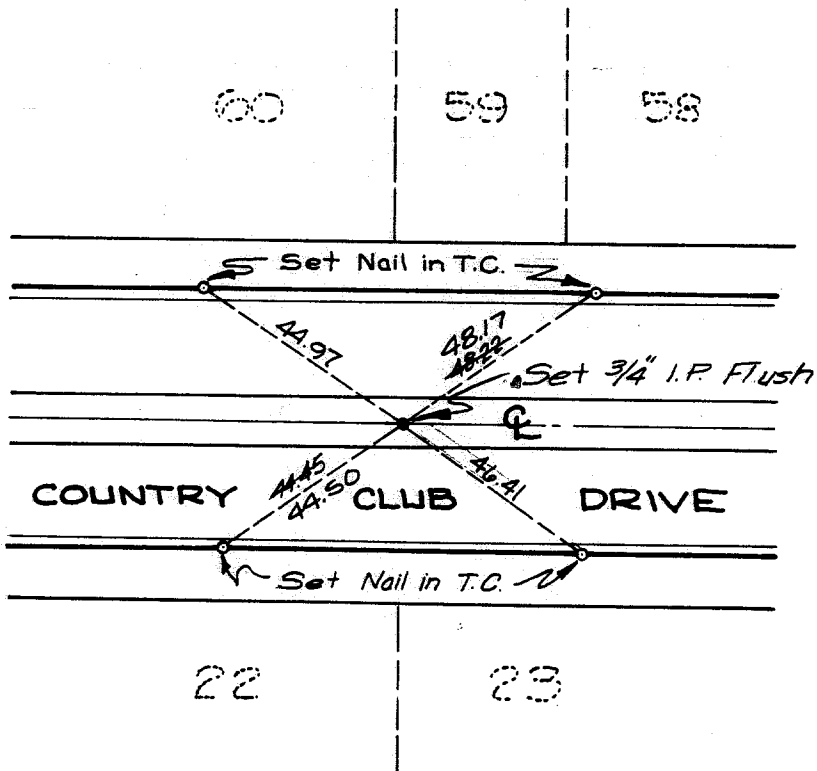 60 59 58
Set Nail in T.C.
44.97
48.17
48.22
Set 3/4" I.P. Flush
℄
44.45
44.50
46.41
COUNTRY CLUB DRIVE
Set Nail in T.C.
22 23